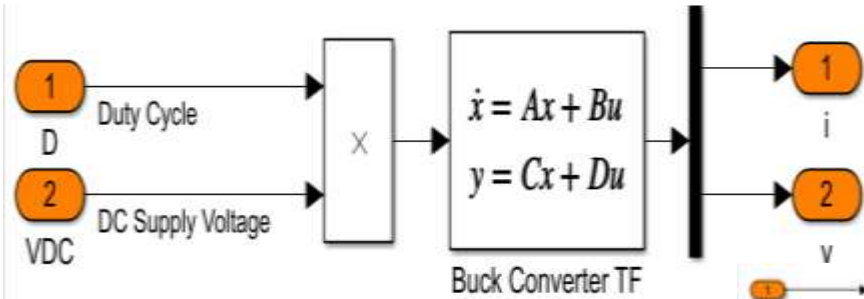 1
Duty Cycle
D
2
DC Supply Voltage
VDC
X
ẋ = Ax + Bu
y = Cx + Du
Buck Converter TF
1
i
2
v
1